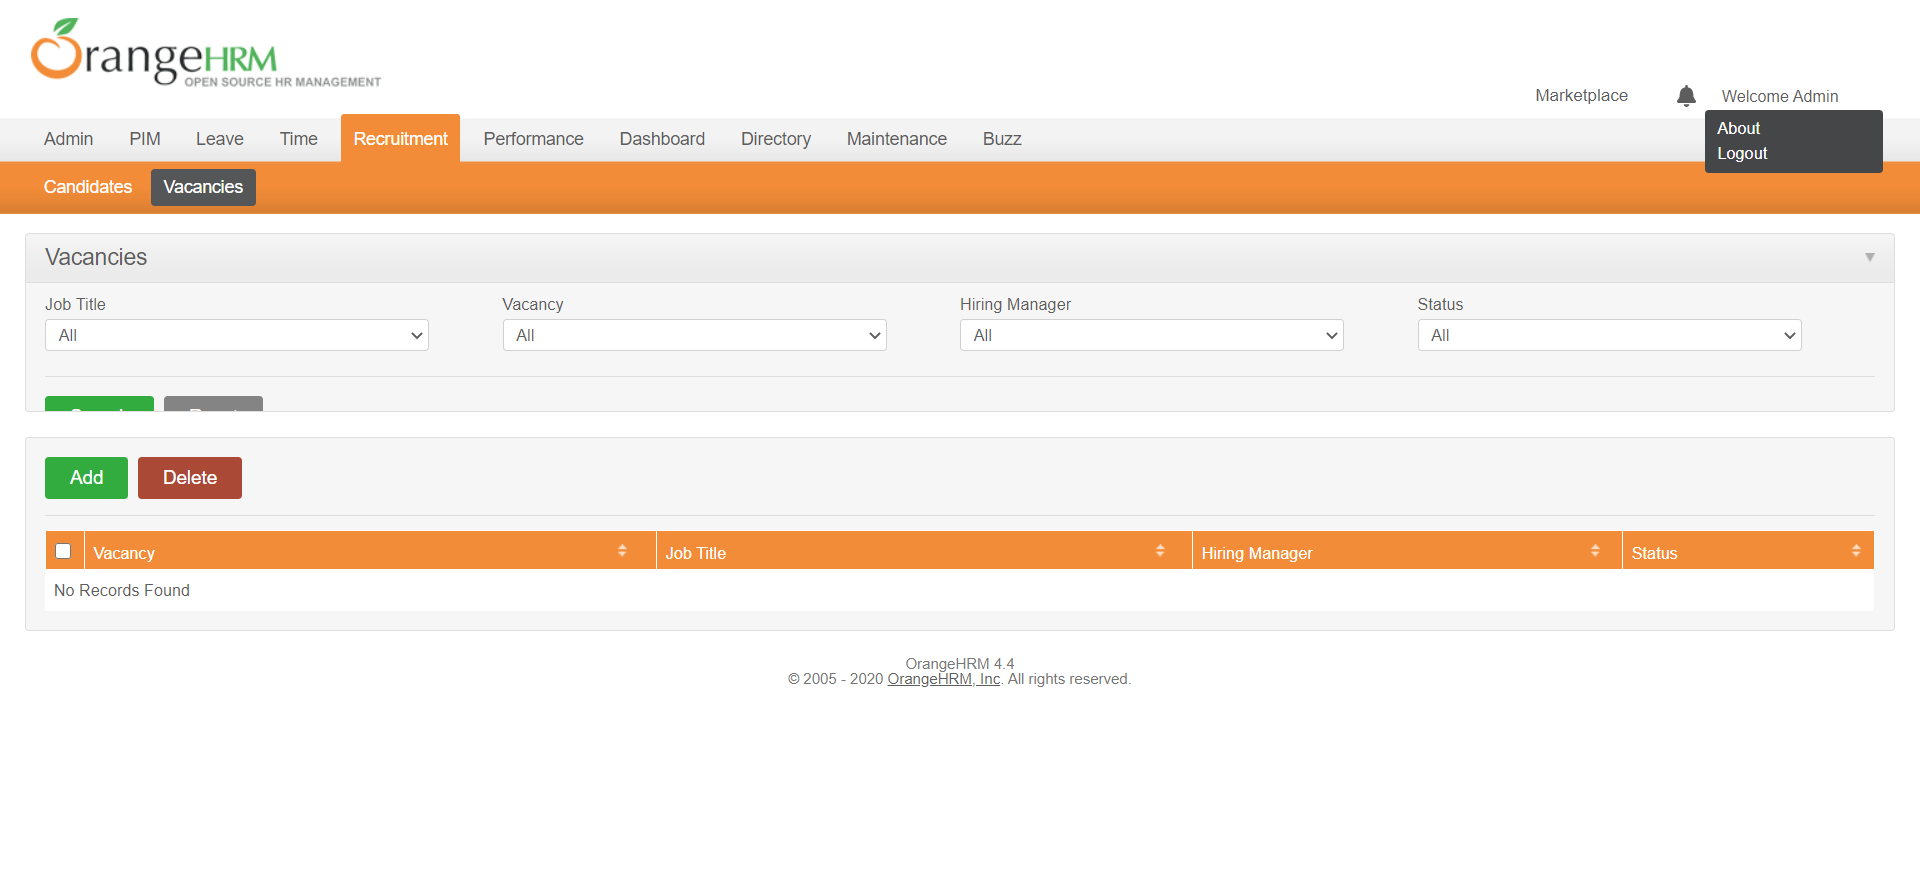 OrangeHRM
OPEN SOURCE HR MANAGEMENT
Marketplace
Welcome Admin
About
Logout
Admin PIM Leave Time Recruitment Performance Dashboard Directory Maintenance Buzz
Candidates Vacancies
Vacancies
Job Title Vacancy Hiring Manager Status
All All All All
Add Delete
Vacancy Job Title Hiring Manager Status
No Records Found
OrangeHRM 4.4
© 2005 - 2020 OrangeHRM, Inc. All rights reserved.